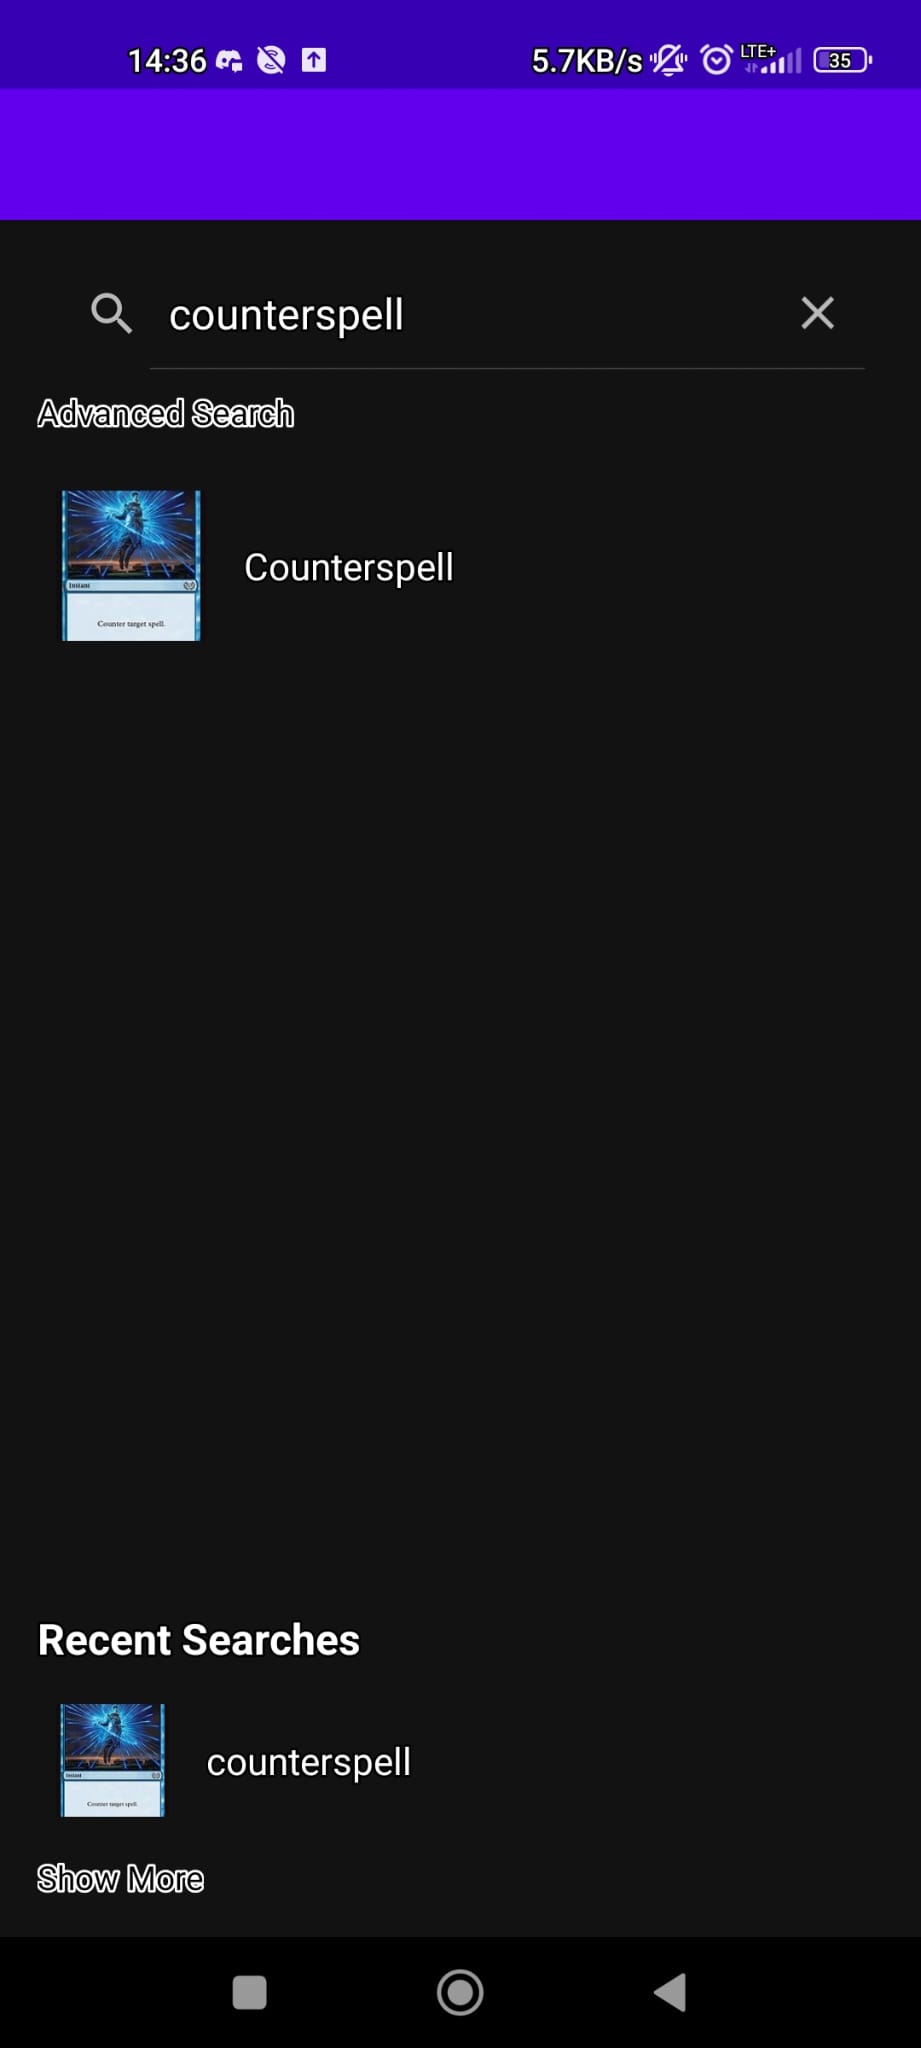 14:36 5.7KB/s LTE+ 35
counterspell
Advanced Search
Instant
Counter target spell.
Counterspell
Recent Searches
Instant
Counter target spell.
counterspell
Show More